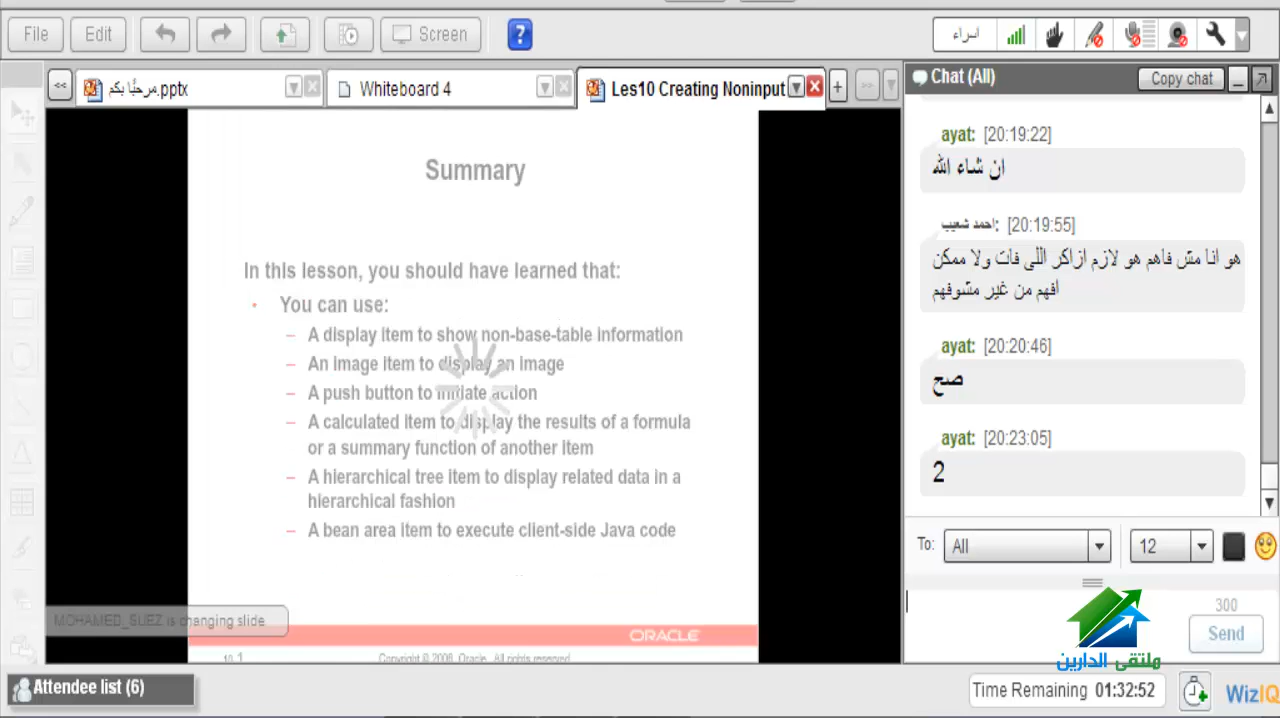 File
Edit
Screen
?
اسراء
<<
مرحبًا بكم.pptx
Whiteboard 4
Les10 Creating Noninput
+
>>
Chat (All)
Copy chat
Summary
In this lesson, you should have learned that:
• You can use:
– A display item to show non-base-table information
– An image item to display an image
– A push button to initiate action
– A calculated item to display the results of a formula
or a summary function of another item
– A hierarchical tree item to display related data in a
hierarchical fashion
– A bean area item to execute client-side Java code
MOHAMED_SUEZ is changing slide
ORACLE
10-1
Copyright © 2008, Oracle. All rights reserved.
ayat: [20:19:22]
ان شاء الله
احمد شعيب: [20:19:55]
هو انا مش فاهم هو لازم ازاكر اللى فات ولا ممكن
افهم من غير مشوفهم
ayat: [20:20:46]
صح
ayat: [20:23:05]
2
To:
All
12
300
Send
ملتقى الدارين
Attendee list (6)
Time Remaining 01:32:52
WizIQ